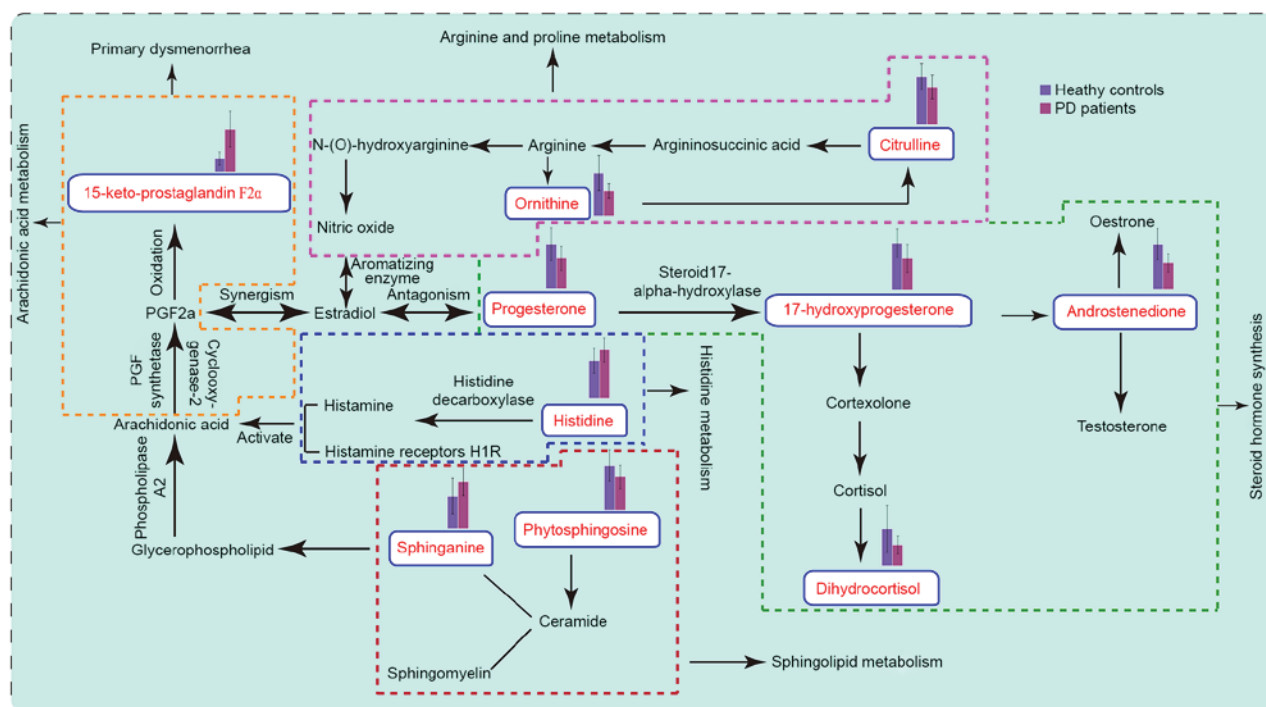 Primary dysmenorrhea
Arginine and proline metabolism
Heathy controls
PD patients
N-(O)-hydroxyarginine
Arginine
Argininosuccinic acid
Citrulline
15-keto-prostaglandin F2α
Ornithine
Arachidonic acid metabolism
Nitric oxide
Oestrone
Oxidation
Aromatizing
enzyme
Steroid17-
alpha-hydroxylase
Synergism
Antagonism
PGF2a
Estradiol
Progesterone
17-hydroxyprogesterone
Androstenedione
PGF
synthetase
Cyclooxy-
genase-2
Histidine
decarboxylase
Histidine metabolism
Steroid hormone synthesis
Histamine
Histidine
Cortexolone
Arachidonic acid
Activate
Testosterone
Histamine receptors H1R
Phospholipase
A2
Cortisol
Phytosphingosine
Glycerophospholipid
Sphinganine
Dihydrocortisol
Ceramide
Sphingomyelin
Sphingolipid metabolism